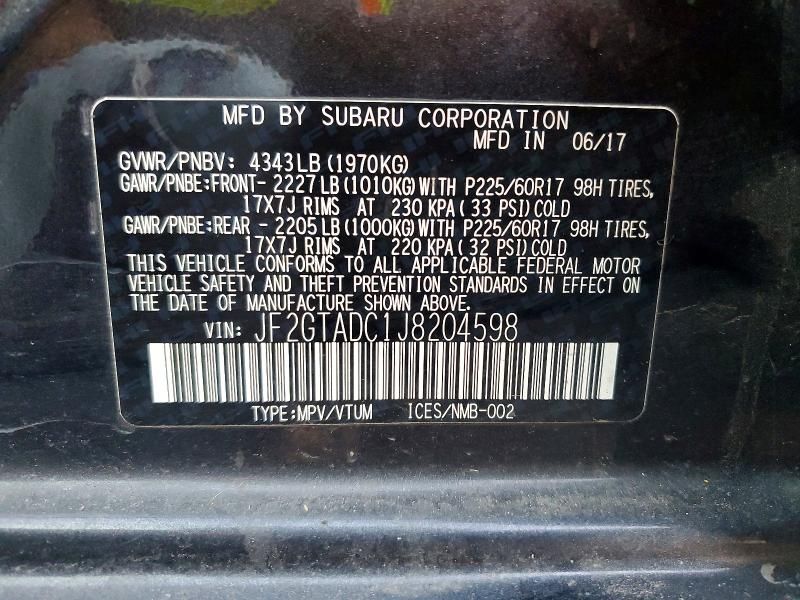 MFD BY SUBARU CORPORATION
MFD IN 06/17
GVWR/PNBV: 4343LB (1970KG)
GAWR/PNBE:FRONT- 2227 LB (1010KG) WITH P225/60R17 98H TIRES,
17X7J RIMS AT 230 KPA ( 33 PSI) COLD
GAWR/PNBE:REAR - 2205 LB (1000KG) WITH P225/60R17 98H TIRES,
17X7J RIMS AT 220 KPA ( 32 PSI) COLD
THIS VEHICLE CONFORMS TO ALL APPLICABLE FEDERAL MOTOR
VEHICLE SAFETY AND THEFT PREVENTION STANDARDS IN EFFECT ON
THE DATE OF MANUFACTURE SHOWN ABOVE.
VIN: JF2GTADC1J8204598
TYPE:MPV/VTUM ICES/NMB-002